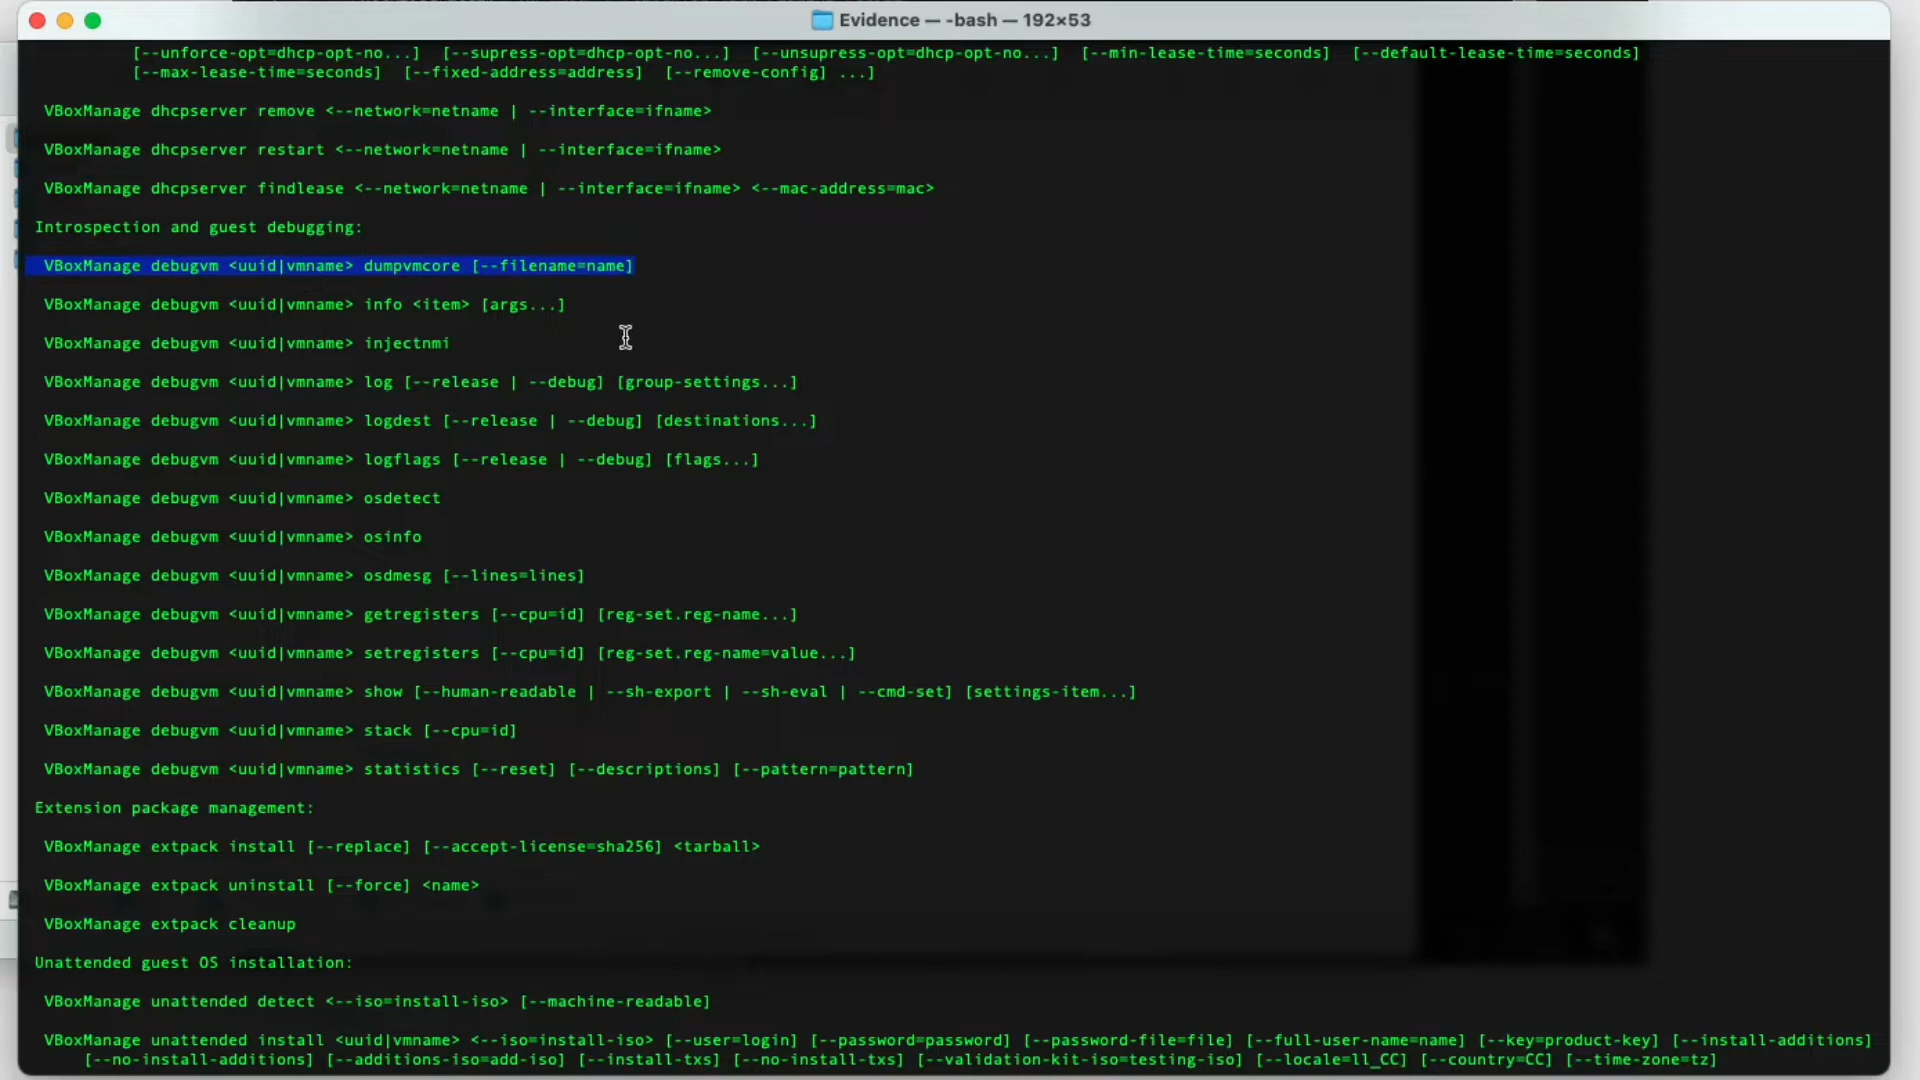 Evidence — -bash — 192×53
[--unforce-opt=dhcp-opt-no...] [--supress-opt=dhcp-opt-no...] [--unsupress-opt=dhcp-opt-no...] [--min-lease-time=seconds] [--default-lease-time=seconds]
[--max-lease-time=seconds] [--fixed-address=address] [--remove-config] ...]
VBoxManage dhcpserver remove <--network=netname | --interface=ifname>
VBoxManage dhcpserver restart <--network=netname | --interface=ifname>
VBoxManage dhcpserver findlease <--network=netname | --interface=ifname> <--mac-address=mac>
Introspection and guest debugging:
VBoxManage debugvm <uuid|vmname> dumpvmcore [--filename=name]
VBoxManage debugvm <uuid|vmname> info <item> [args...]
VBoxManage debugvm <uuid|vmname> injectnmi
VBoxManage debugvm <uuid|vmname> log [--release | --debug] [group-settings...]
VBoxManage debugvm <uuid|vmname> logdest [--release | --debug] [destinations...]
VBoxManage debugvm <uuid|vmname> logflags [--release | --debug] [flags...]
VBoxManage debugvm <uuid|vmname> osdetect
VBoxManage debugvm <uuid|vmname> osinfo
VBoxManage debugvm <uuid|vmname> osdmesg [--lines=lines]
VBoxManage debugvm <uuid|vmname> getregisters [--cpu=id] [reg-set.reg-name...]
VBoxManage debugvm <uuid|vmname> setregisters [--cpu=id] [reg-set.reg-name=value...]
VBoxManage debugvm <uuid|vmname> show [--human-readable | --sh-export | --sh-eval | --cmd-set] [settings-item...]
VBoxManage debugvm <uuid|vmname> stack [--cpu=id]
VBoxManage debugvm <uuid|vmname> statistics [--reset] [--descriptions] [--pattern=pattern]
Extension package management:
VBoxManage extpack install [--replace] [--accept-license=sha256] <tarball>
VBoxManage extpack uninstall [--force] <name>
VBoxManage extpack cleanup
Unattended guest OS installation:
VBoxManage unattended detect <--iso=install-iso> [--machine-readable]
VBoxManage unattended install <uuid|vmname> <--iso=install-iso> [--user=login] [--password=password] [--password-file=file] [--full-user-name=name] [--key=product-key] [--install-additions]
[--no-install-additions] [--additions-iso=add-iso] [--install-txs] [--no-install-txs] [--validation-kit-iso=testing-iso] [--locale=ll_CC] [--country=CC] [--time-zone=tz]